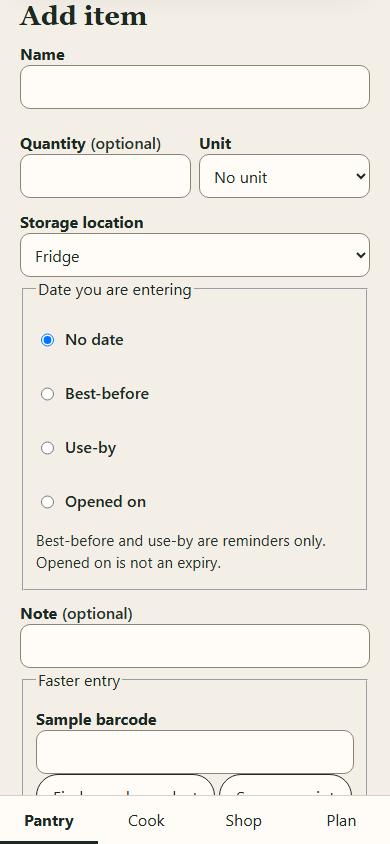 Add item
Name
Quantity (optional) Unit
No unit
Storage location
Fridge
Date you are entering
No date
Best-before
Use-by
Opened on
Best-before and use-by are reminders only.
Opened on is not an expiry.
Note (optional)
Faster entry
Sample barcode
Pantry Cook Shop Plan